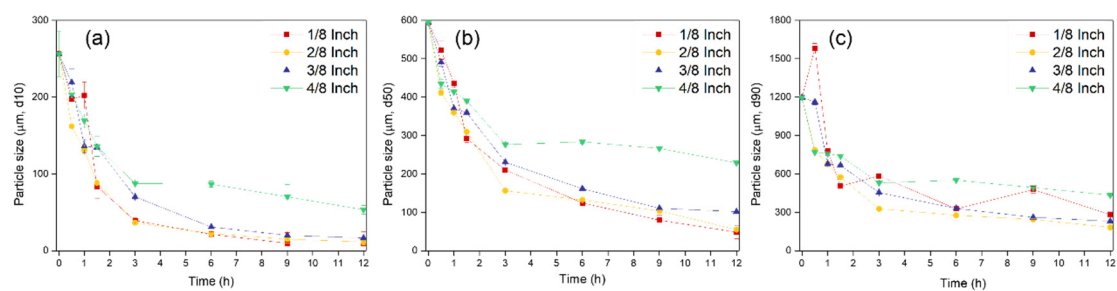 (a)
1/8 Inch
2/8 Inch
3/8 Inch
4/8 Inch
Particle size (μm, d10)
300
200
100
0
0 1 2 3 4 5 6 7 8 9 10 11 12
Time (h)
(b)
1/8 Inch
2/8 Inch
3/8 Inch
4/8 Inch
Particle size (μm, d50)
600
500
400
300
200
100
0
0 1 2 3 4 5 6 7 8 9 10 11 12
Time (h)
(c)
1/8 Inch
2/8 Inch
3/8 Inch
4/8 Inch
Particle size (μm, d90)
1800
1500
1200
900
600
300
0
0 1 2 3 4 5 6 7 8 9 10 11 12
Time (h)